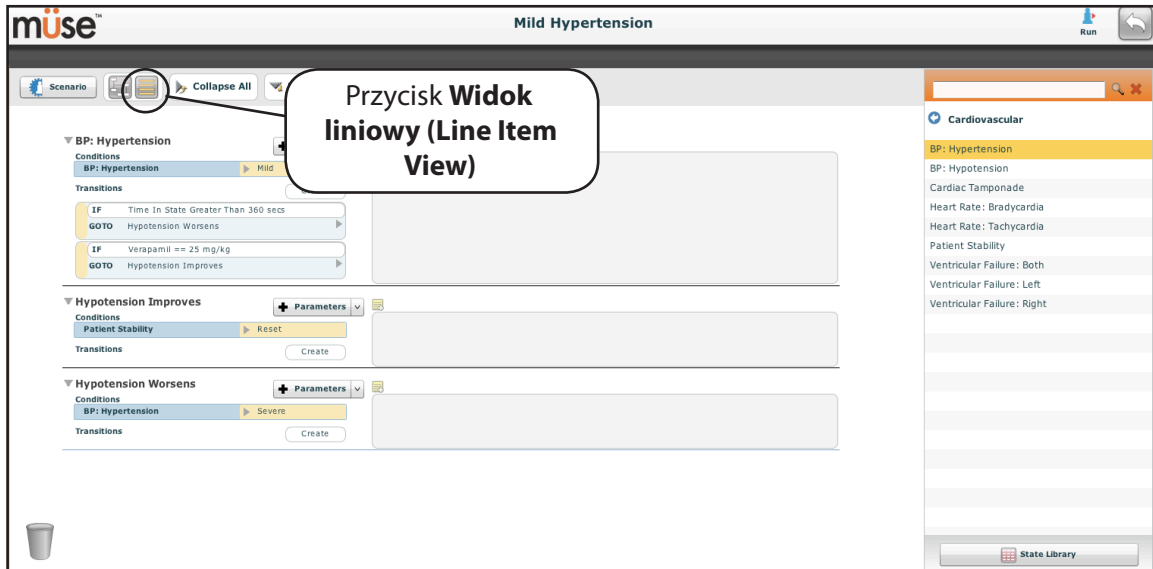 müse™
Mild Hypertension
Run
Scenario
Collapse All
Przycisk Widok
liniowy (Line Item
View)
BP: Hypertension
Conditions
BP: Hypertension Mild
Transitions
IF Time In State Greater Than 360 secs
GOTO Hypotension Worsens
IF Verapamil == 25 mg/kg
GOTO Hypotension Improves
Hypotension Improves
Parameters
Conditions
Patient Stability Reset
Transitions
Create
Hypotension Worsens
Parameters
Conditions
BP: Hypertension Severe
Transitions
Create
Cardiovascular
BP: Hypertension
BP: Hypotension
Cardiac Tamponade
Heart Rate: Bradycardia
Heart Rate: Tachycardia
Patient Stability
Ventricular Failure: Both
Ventricular Failure: Left
Ventricular Failure: Right
State Library